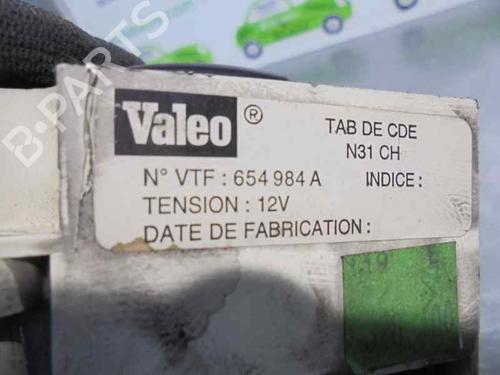 Valeo ®
TAB DE CDE
N31 CH
N° VTF : 654 984 A INDICE :
TENSION : 12V
DATE DE FABRICATION :
B-PARTS